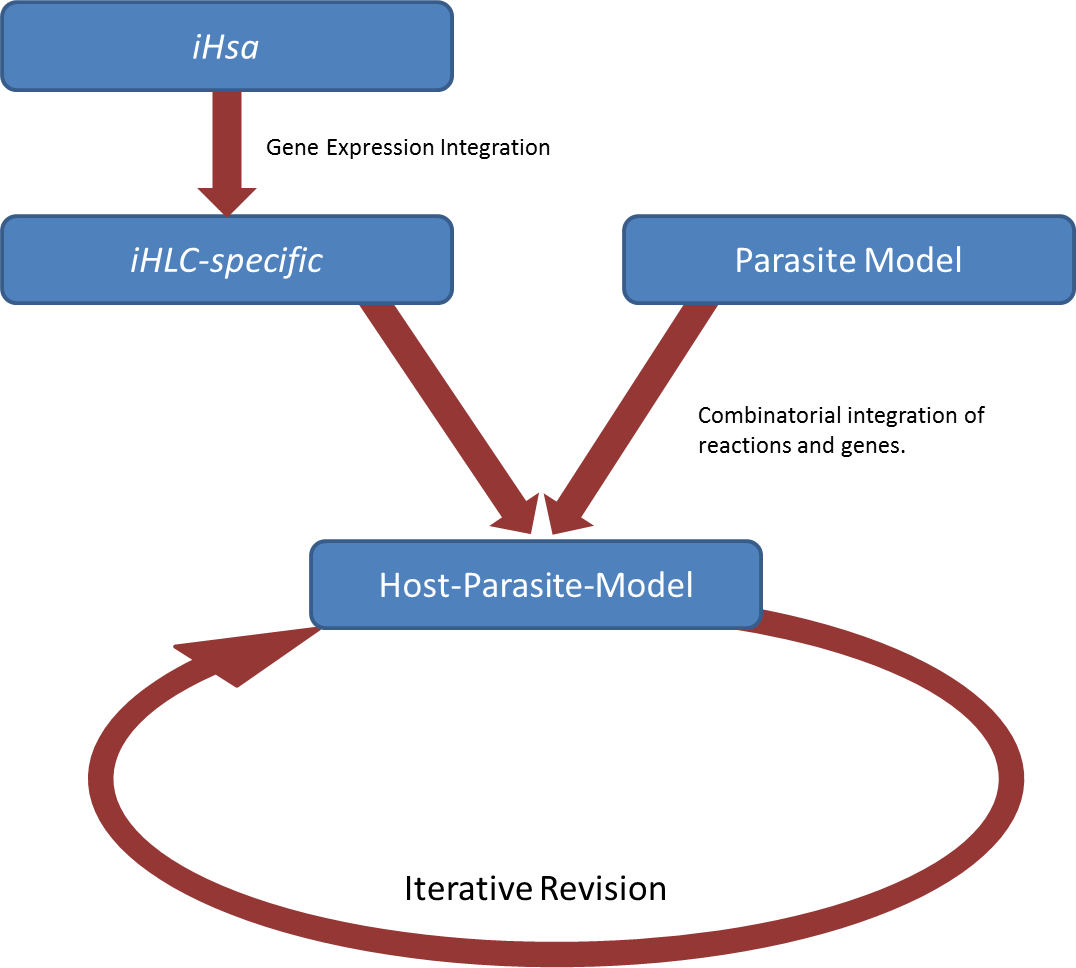 iHsa
Gene Expression Integration
iHLC-specific
Parasite Model
Combinatorial integration of
reactions and genes.
Host-Parasite-Model
Iterative Revision